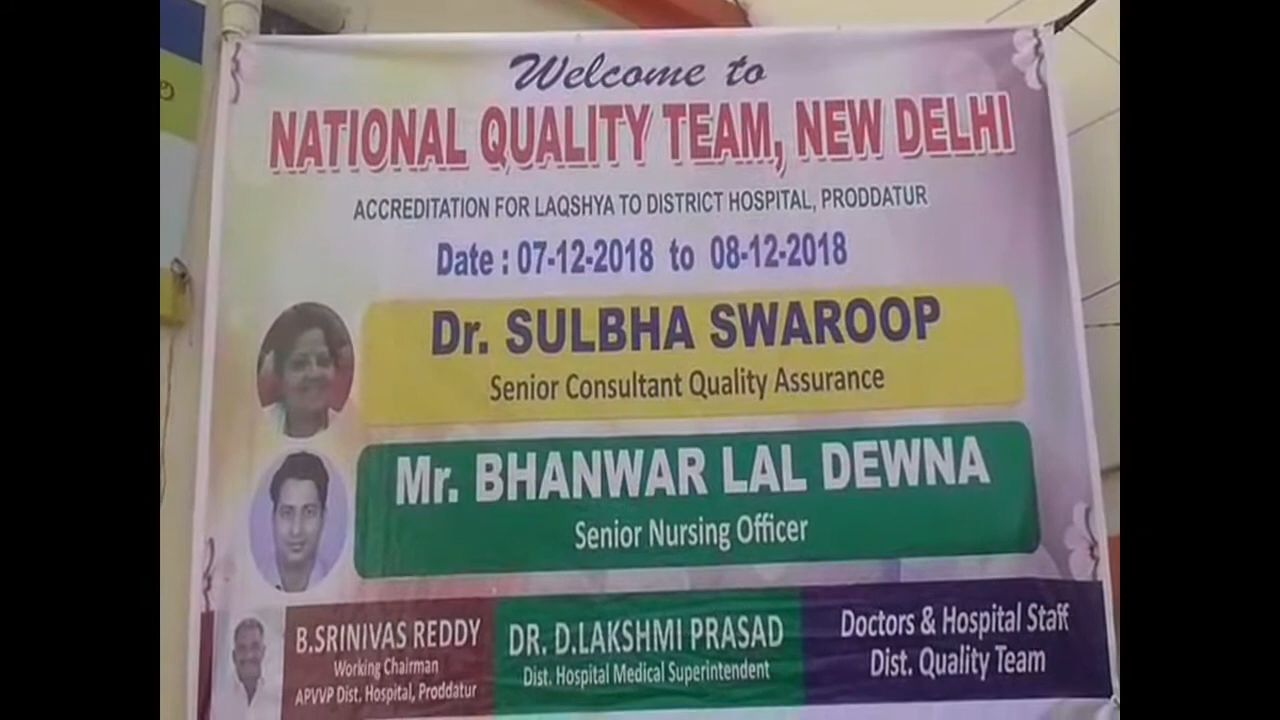 Welcome to
NATIONAL QUALITY TEAM, NEW DELHI
ACCREDITATION FOR LAQSHYA TO DISTRICT HOSPITAL, PRODDATUR
Date : 07-12-2018 to 08-12-2018
Dr. SULBHA SWAROOP
Senior Consultant Quality Assurance
Mr. BHANWAR LAL DEWNA
Senior Nursing Officer
B.SRINIVAS REDDY
Working Chairman
APVVP Dist. Hospital, Proddatur
DR. D.LAKSHMI PRASAD
Dist. Hospital Medical Superintendent
Doctors & Hospital Staff
Dist. Quality Team